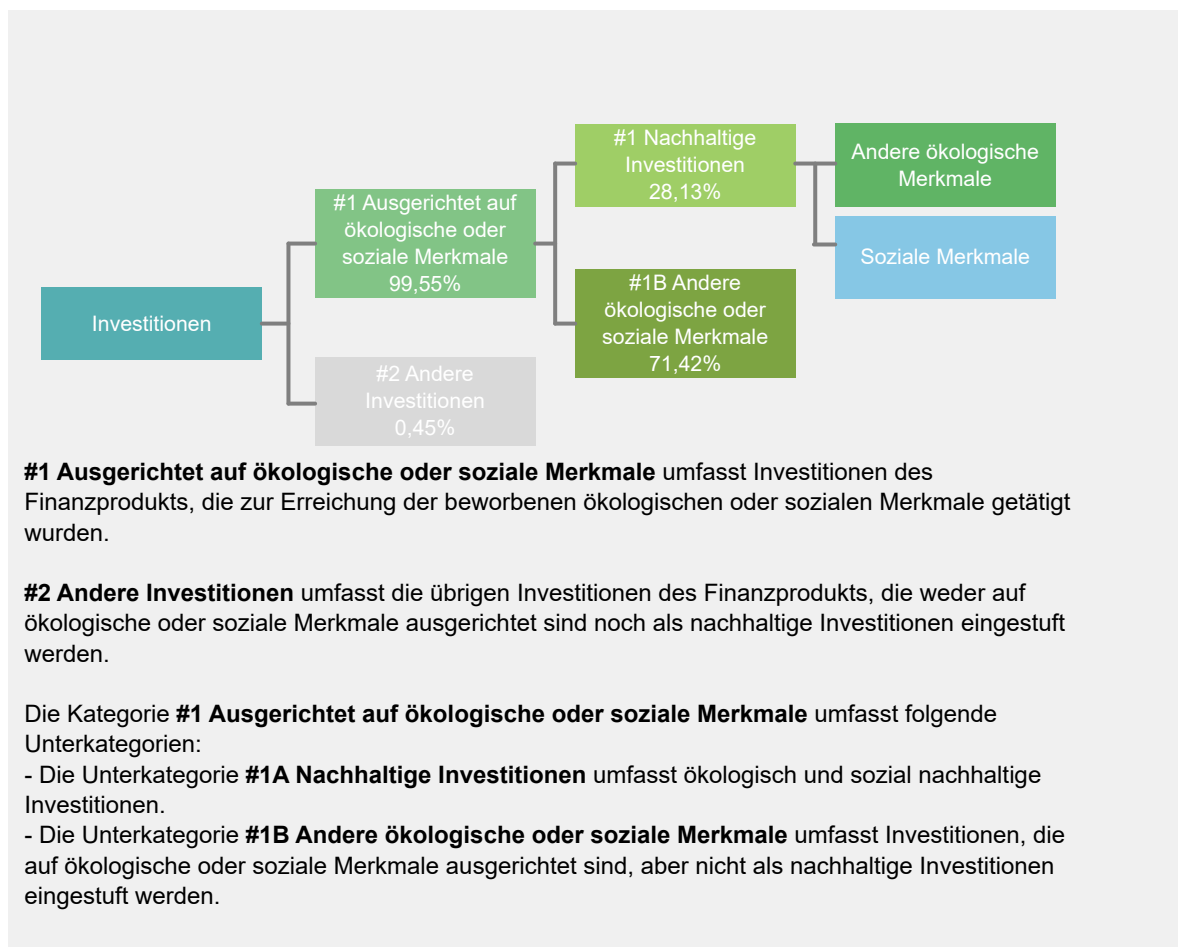 #1 Nachhaltige
Investitionen
28,13%
Andere ökologische
Merkmale
#1 Ausgerichtet auf
ökologische oder
soziale Merkmale
99,55%
Soziale Merkmale
#1B Andere
ökologische oder
soziale Merkmale
71,42%
Investitionen
#2 Andere
Investitionen
0,45%
#1 Ausgerichtet auf ökologische oder soziale Merkmale umfasst Investitionen des
Finanzprodukts, die zur Erreichung der beworbenen ökologischen oder sozialen Merkmale getätigt
wurden.
#2 Andere Investitionen umfasst die übrigen Investitionen des Finanzprodukts, die weder auf
ökologische oder soziale Merkmale ausgerichtet sind noch als nachhaltige Investitionen eingestuft
werden.
Die Kategorie #1 Ausgerichtet auf ökologische oder soziale Merkmale umfasst folgende
Unterkategorien:
- Die Unterkategorie #1A Nachhaltige Investitionen umfasst ökologisch und sozial nachhaltige
Investitionen.
- Die Unterkategorie #1B Andere ökologische oder soziale Merkmale umfasst Investitionen, die
auf ökologische oder soziale Merkmale ausgerichtet sind, aber nicht als nachhaltige Investitionen
eingestuft werden.